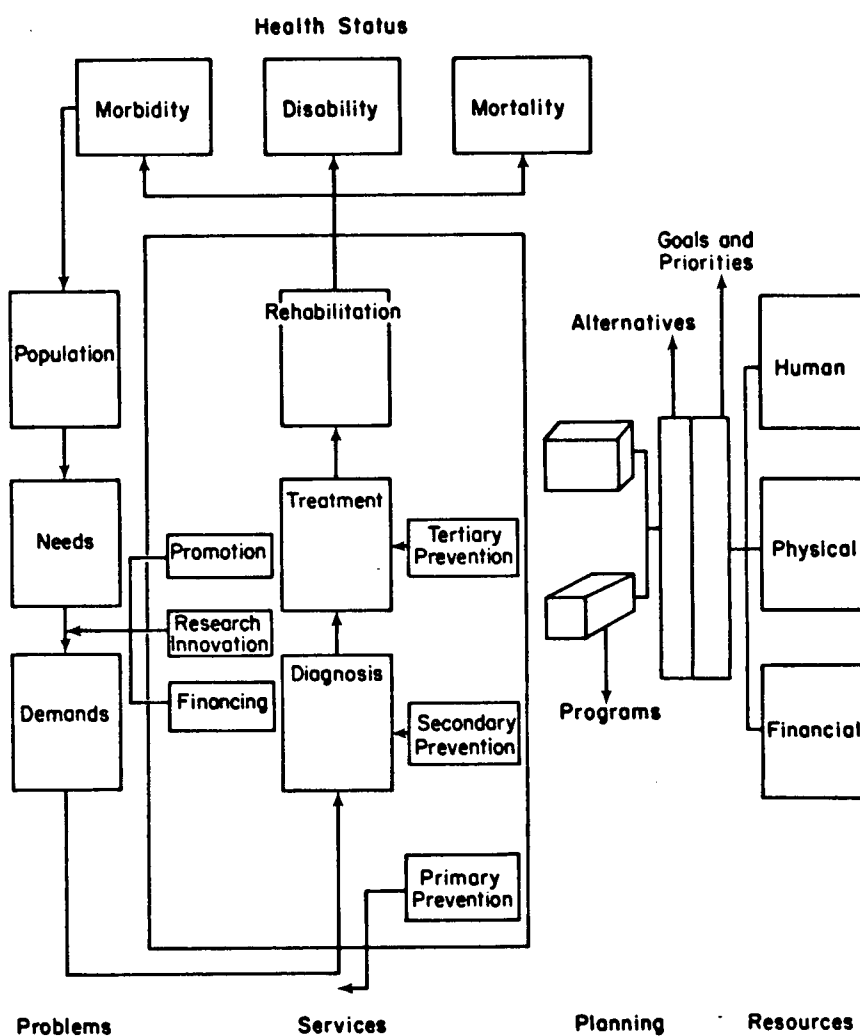 Health Status
Morbidity
Disability
Mortality
Goals and
Priorities
Rehabilitation
Alternatives
Population
Human
Treatment
Needs
Promotion
Tertiary
Prevention
Physical
Research
Innovation
Diagnosis
Demands
Financing
Programs
Secondary
Prevention
Financial
Primary
Prevention
Problems
Services
Planning
Resources